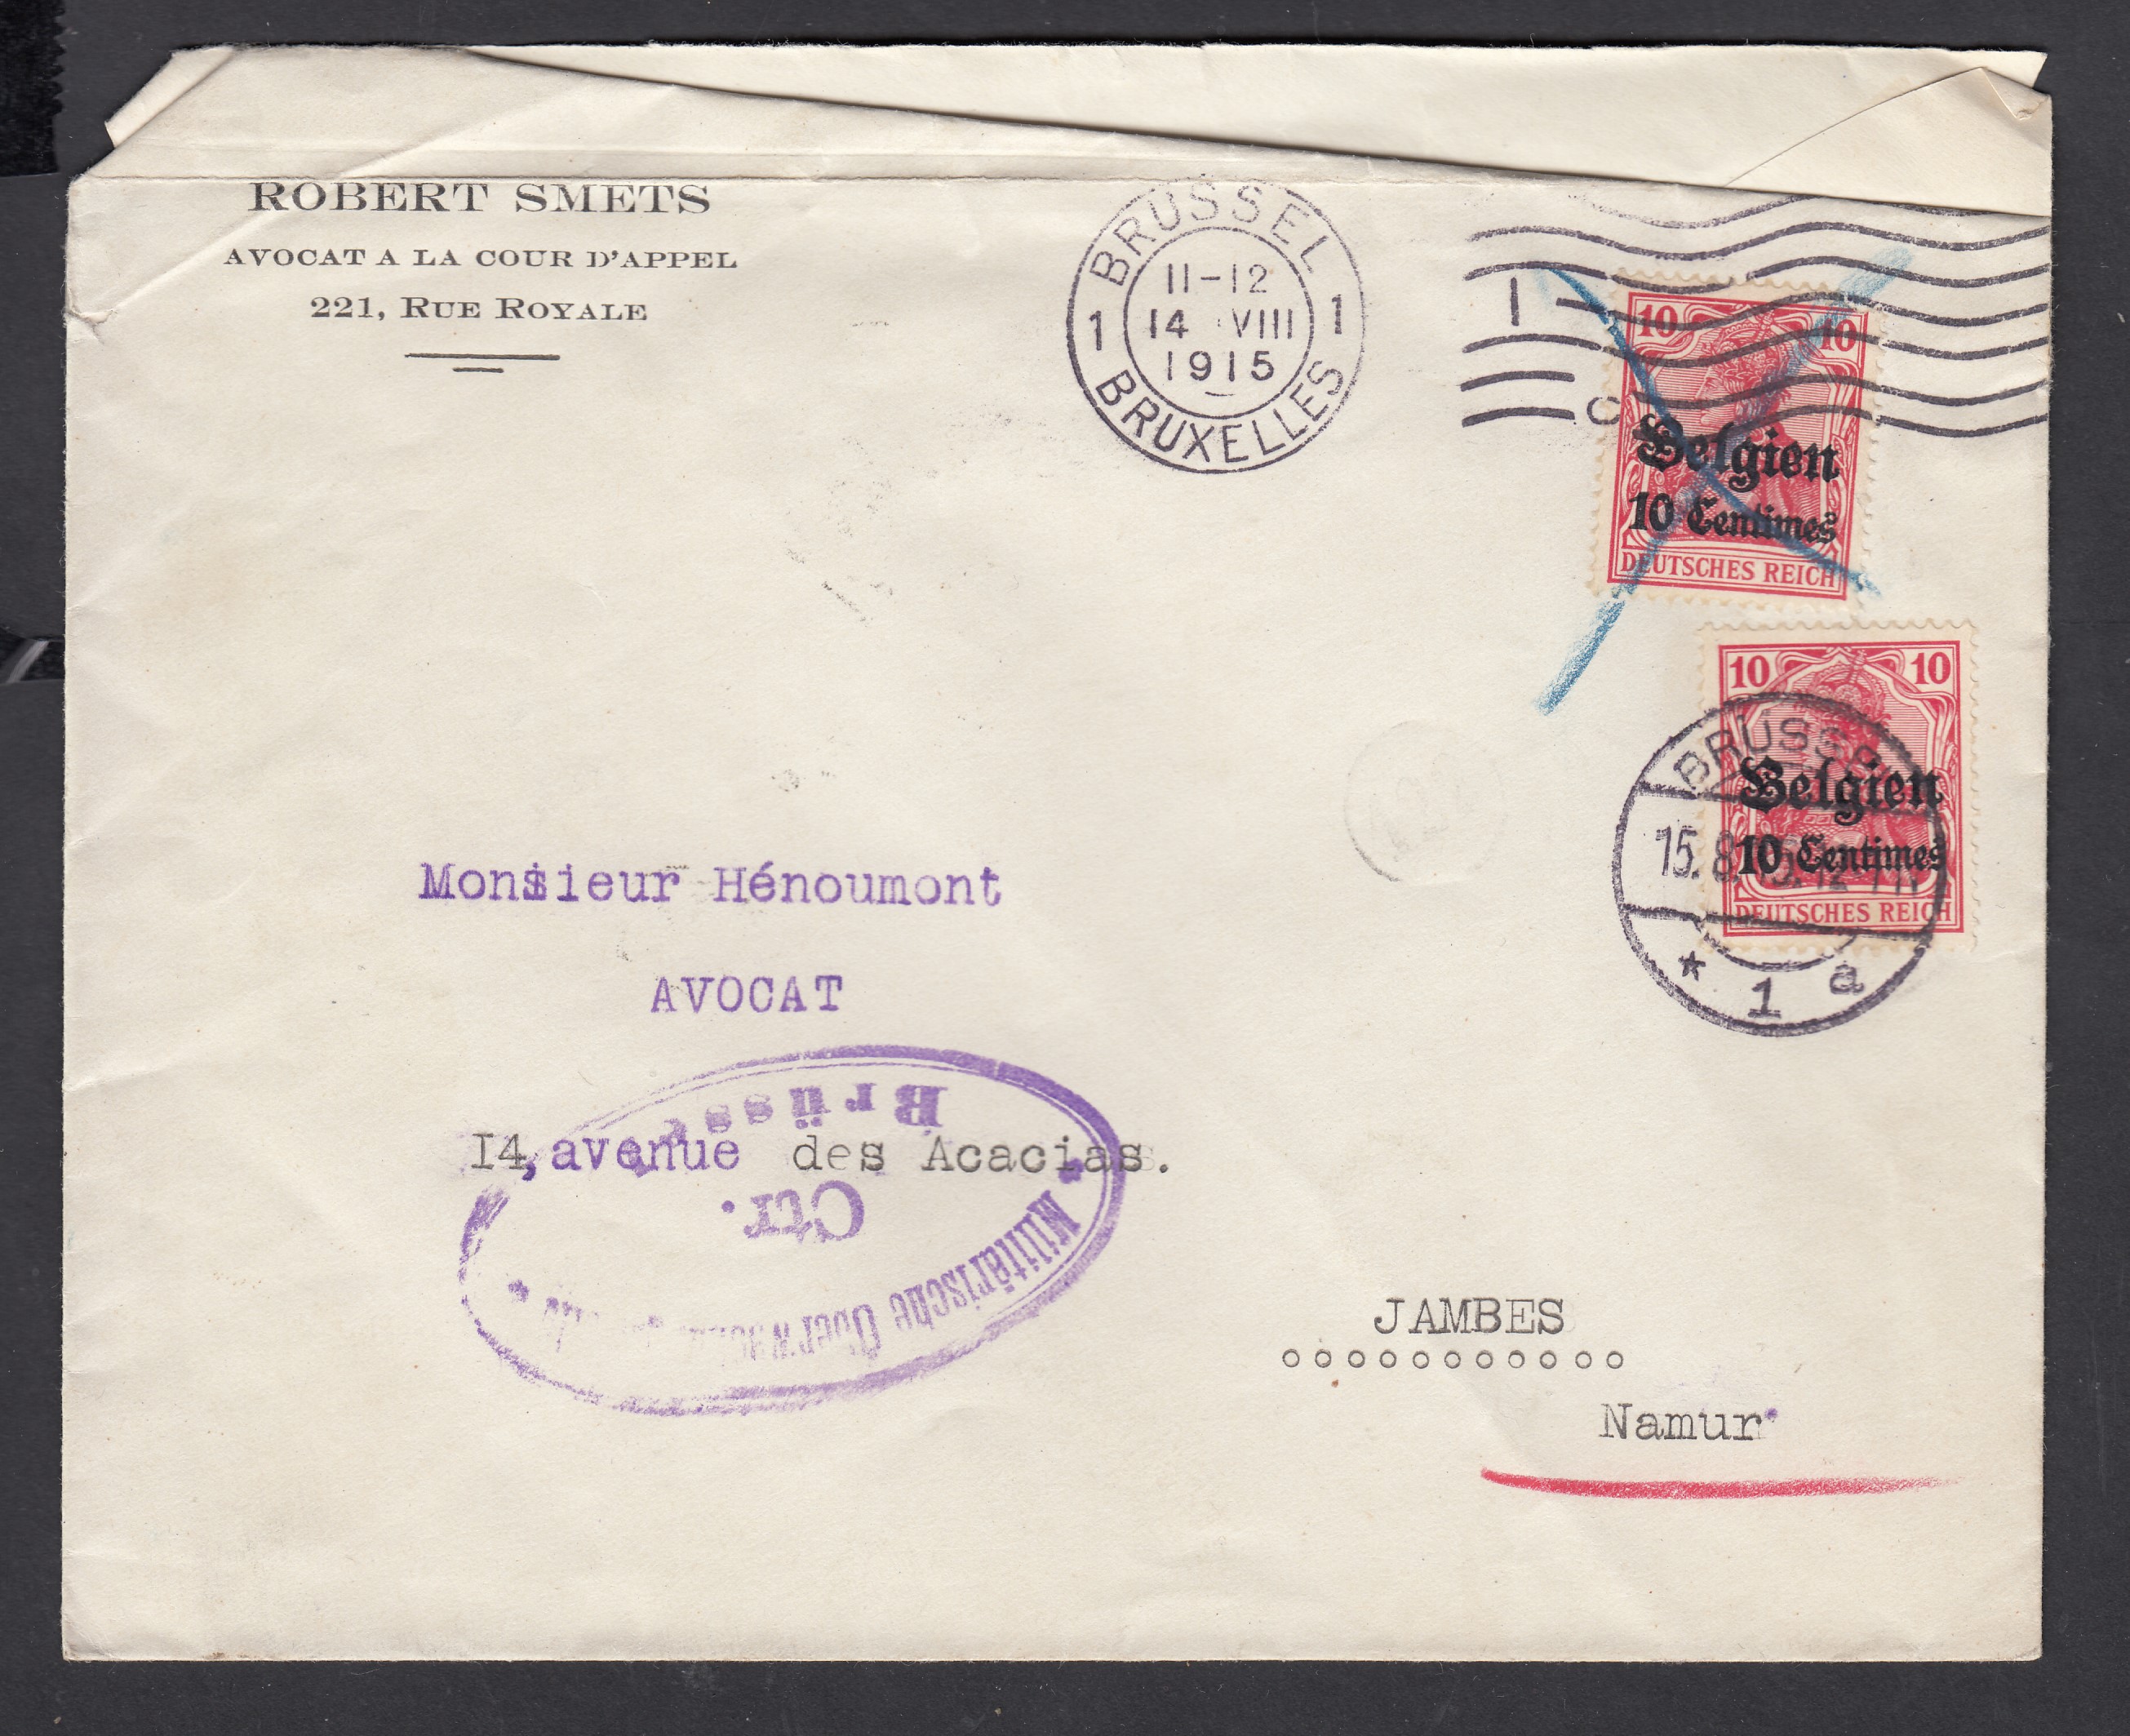 ROBERT SMETS
AVOCAT A LA COUR D'APPEL
221, RUE ROYALE
BRUSSEL
1 11-12 1
14 VIII
1915
BRUXELLES
1
C
10 10
Belgien
10 Centimes
DEUTSCHES REICH
10 10
Belgien
10 Centimes
DEUTSCHES REICH
BRÜSSEL
15.8.
* 1 a
Monsieur Hénoumont
AVOCAT
I4, avenue des Acacias.
JAMBES
Namur
Militärische
Ctr.